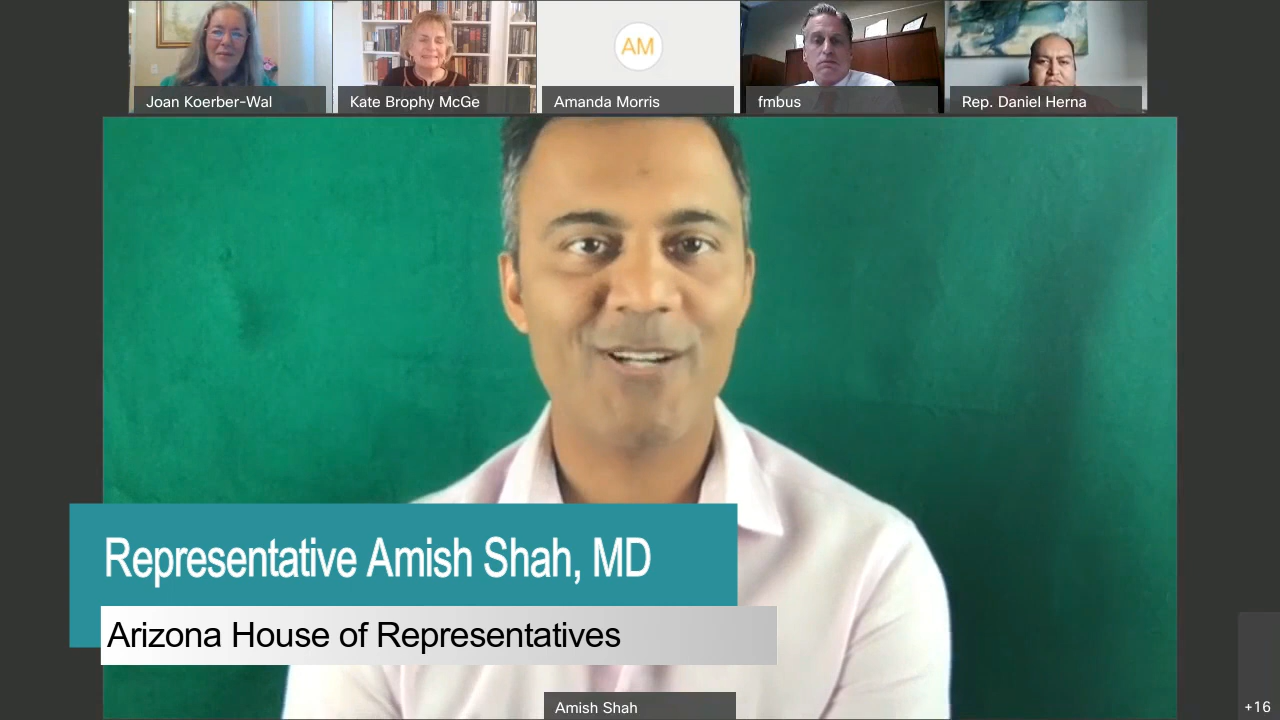 AM
Joan Koerber-Wal
Kate Brophy McGe
Amanda Morris
fmbus
Rep. Daniel Herna
Representative Amish Shah, MD
Arizona House of Representatives
Amish Shah
+16